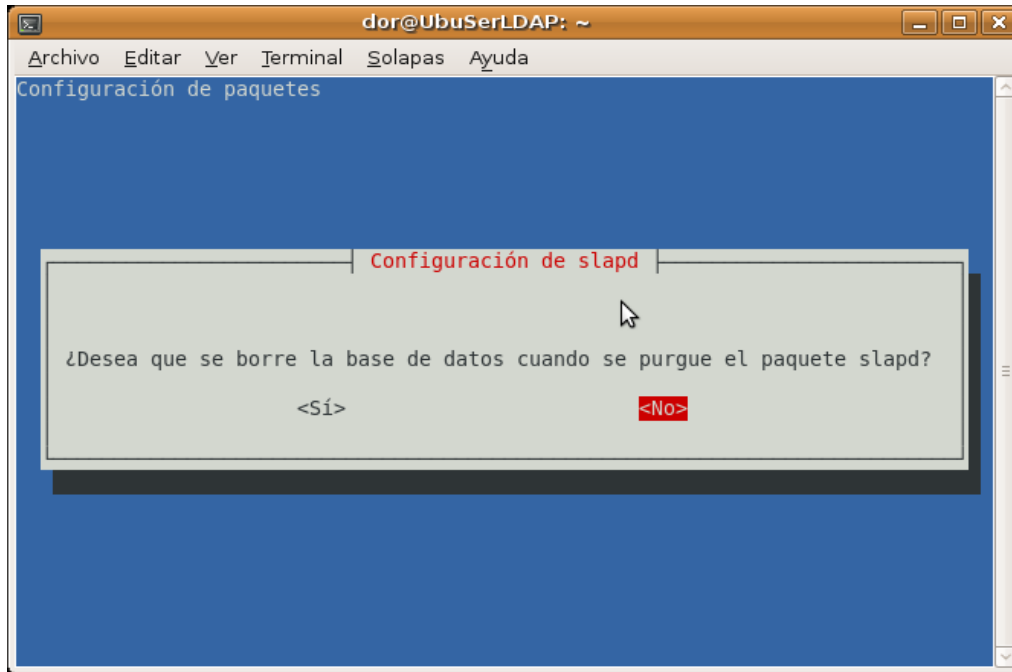 dor@UbuSerLDAP: ~
Archivo Editar Ver Terminal Solapas Ayuda
Configuración de paquetes
Configuración de slapd
¿Desea que se borre la base de datos cuando se purgue el paquete slapd?
<Sí> <No>